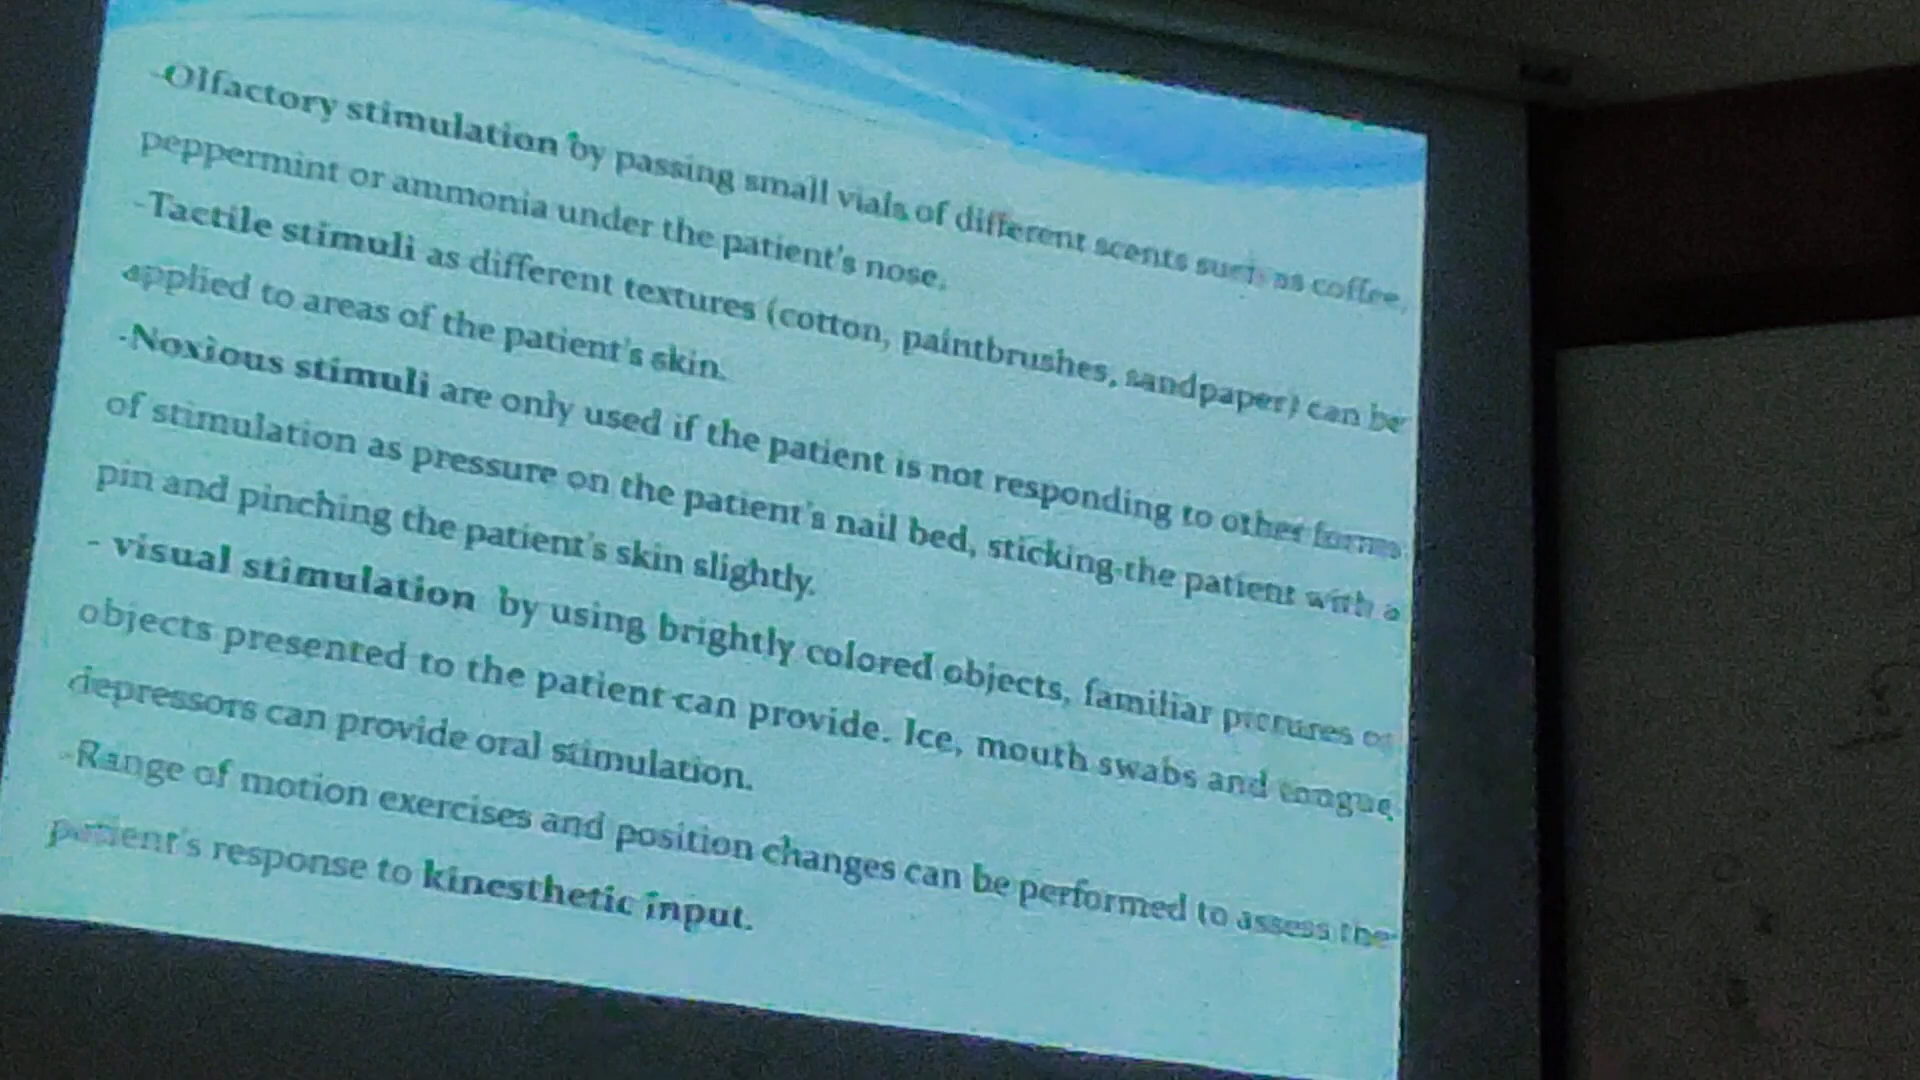 -Olfactory stimulation by passing small vials of different scents such as coffee,
peppermint or ammonia under the patient's nose.
-Tactile stimuli as different textures (cotton, paintbrushes, sandpaper) can be
applied to areas of the patient's skin.
-Noxious stimuli are only used if the patient is not responding to other forms
of stimulation as pressure on the patient's nail bed, sticking the patient with a
pin and pinching the patient's skin slightly.
- visual stimulation by using brightly colored objects, familiar pictures or
objects presented to the patient can provide. Ice, mouth swabs and tongue
depressors can provide oral stimulation.
-Range of motion exercises and position changes can be performed to assess the
patient's response to kinesthetic input.